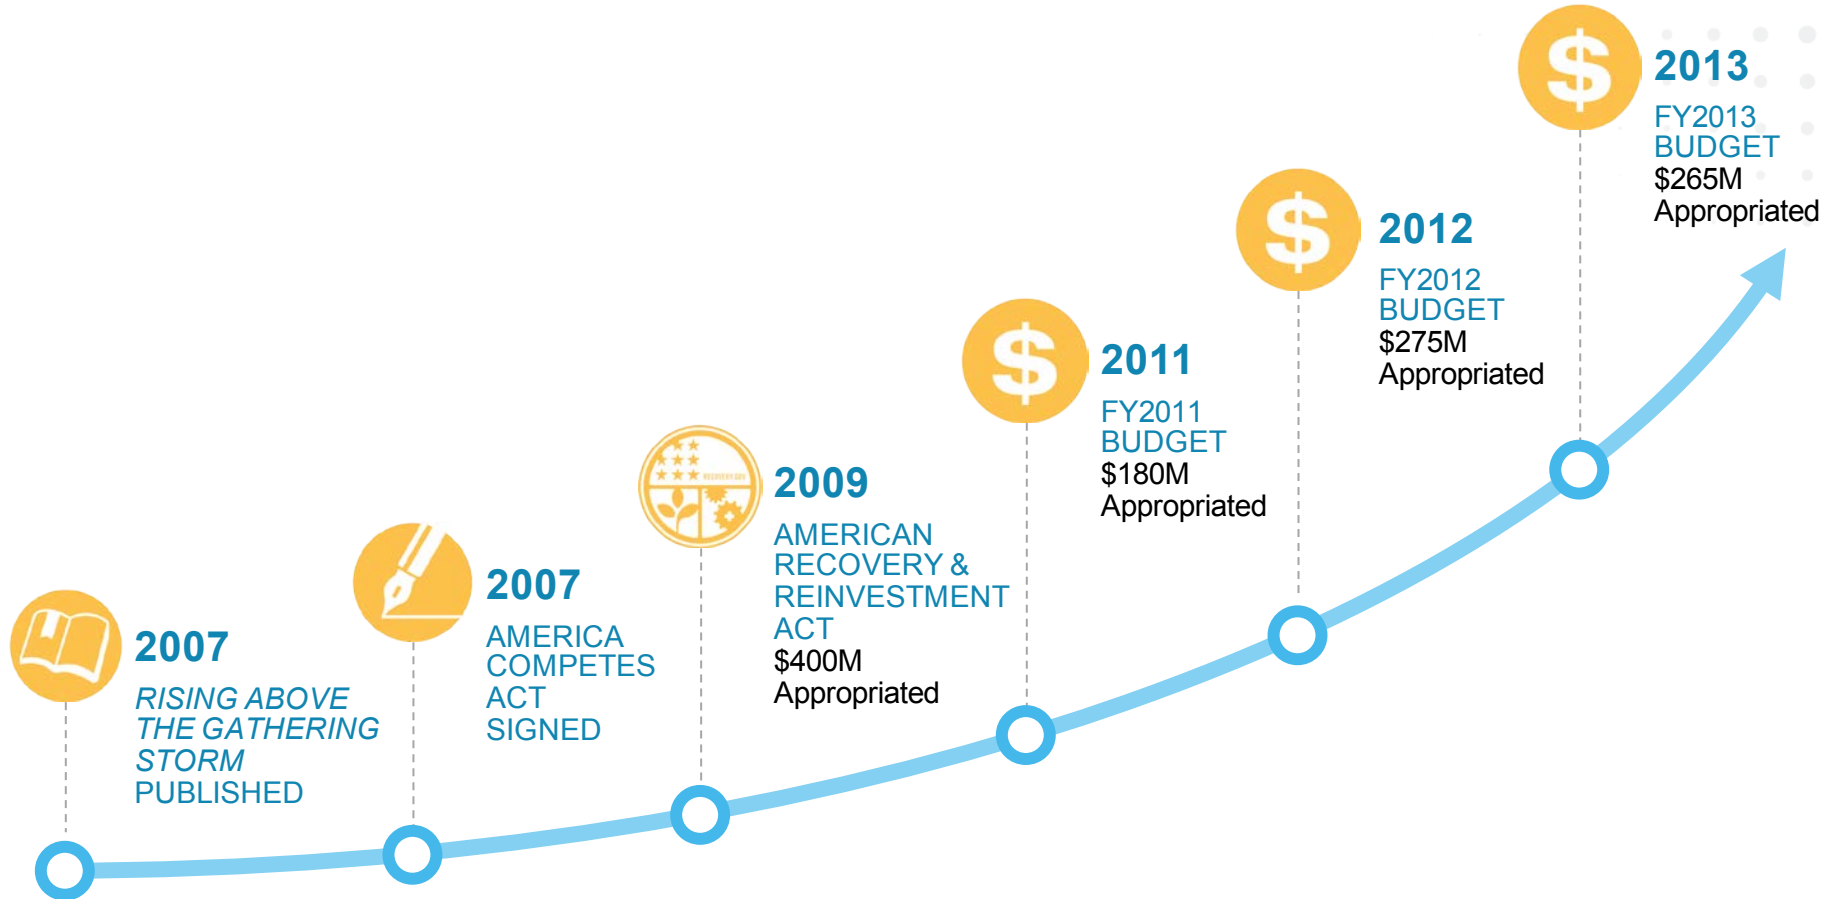 2007
RISING ABOVE
THE GATHERING
STORM
PUBLISHED
2007
AMERICA
COMPETES
ACT
SIGNED
2009
AMERICAN
RECOVERY &
REINVESTMENT
ACT
$400M
Appropriated
2011
FY2011
BUDGET
$180M
Appropriated
2012
FY2012
BUDGET
$275M
Appropriated
2013
FY2013
BUDGET
$265M
Appropriated
$
$
$